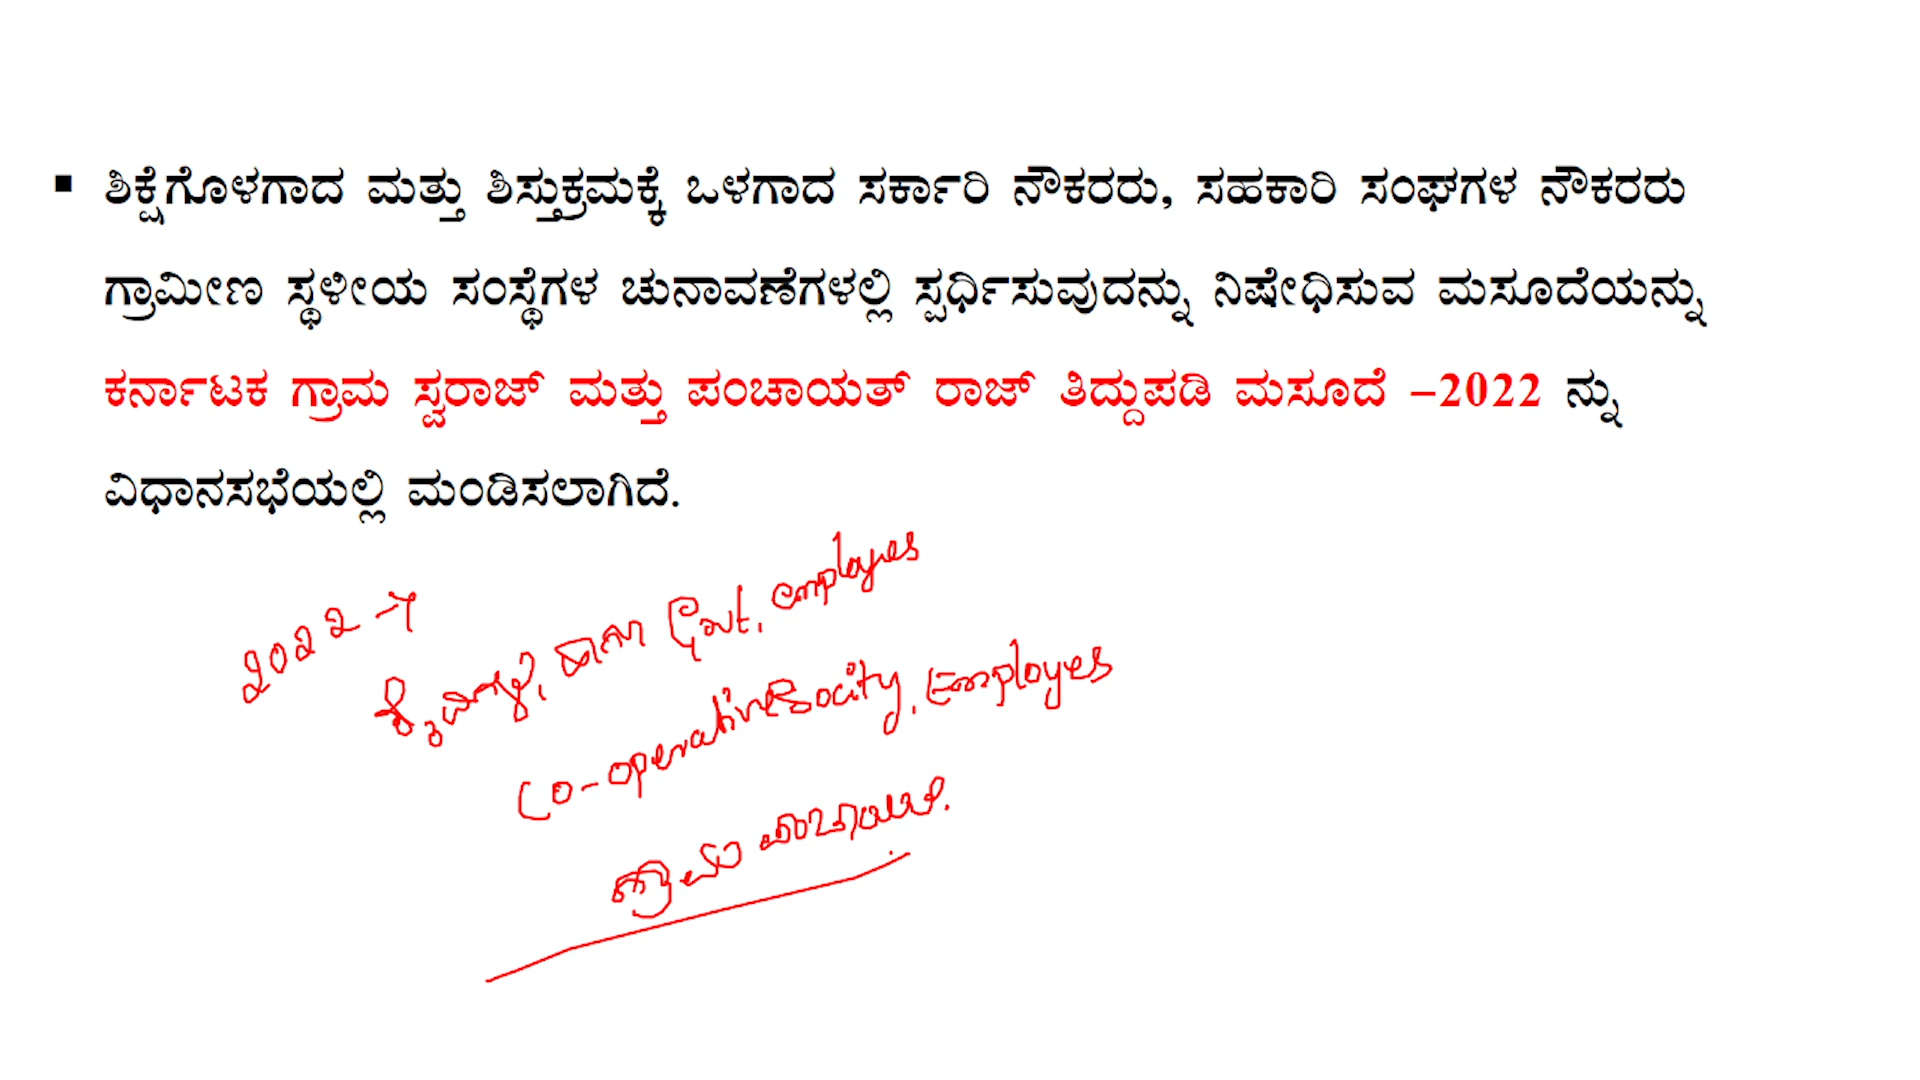 ▪ ಶಿಕ್ಷೆಗೊಳಗಾದ ಮತ್ತು ಶಿಸ್ತುಕ್ರಮಕ್ಕೆ ಒಳಗಾದ ಸರ್ಕಾರಿ ನೌಕರರು, ಸಹಕಾರಿ ಸಂಘಗಳ ನೌಕರರು
ಗ್ರಾಮೀಣ ಸ್ಥಳೀಯ ಸಂಸ್ಥೆಗಳ ಚುನಾವಣೆಗಳಲ್ಲಿ ಸ್ಪರ್ಧಿಸುವುದನ್ನು ನಿಷೇಧಿಸುವ ಮಸೂದೆಯನ್ನು
ಕರ್ನಾಟಕ ಗ್ರಾಮ ಸ್ವರಾಜ್ ಮತ್ತು ಪಂಚಾಯತ್ ರಾಜ್ ತಿದ್ದುಪಡಿ ಮಸೂದೆ –2022 ನ್ನು
ವಿಧಾನಸಭೆಯಲ್ಲಿ ಮಂಡಿಸಲಾಗಿದೆ.
2022 →
Govt. employes
Co-operative Socity, Employes
ಗ್ರಾಮ ಪಂಚಾಯತ್.